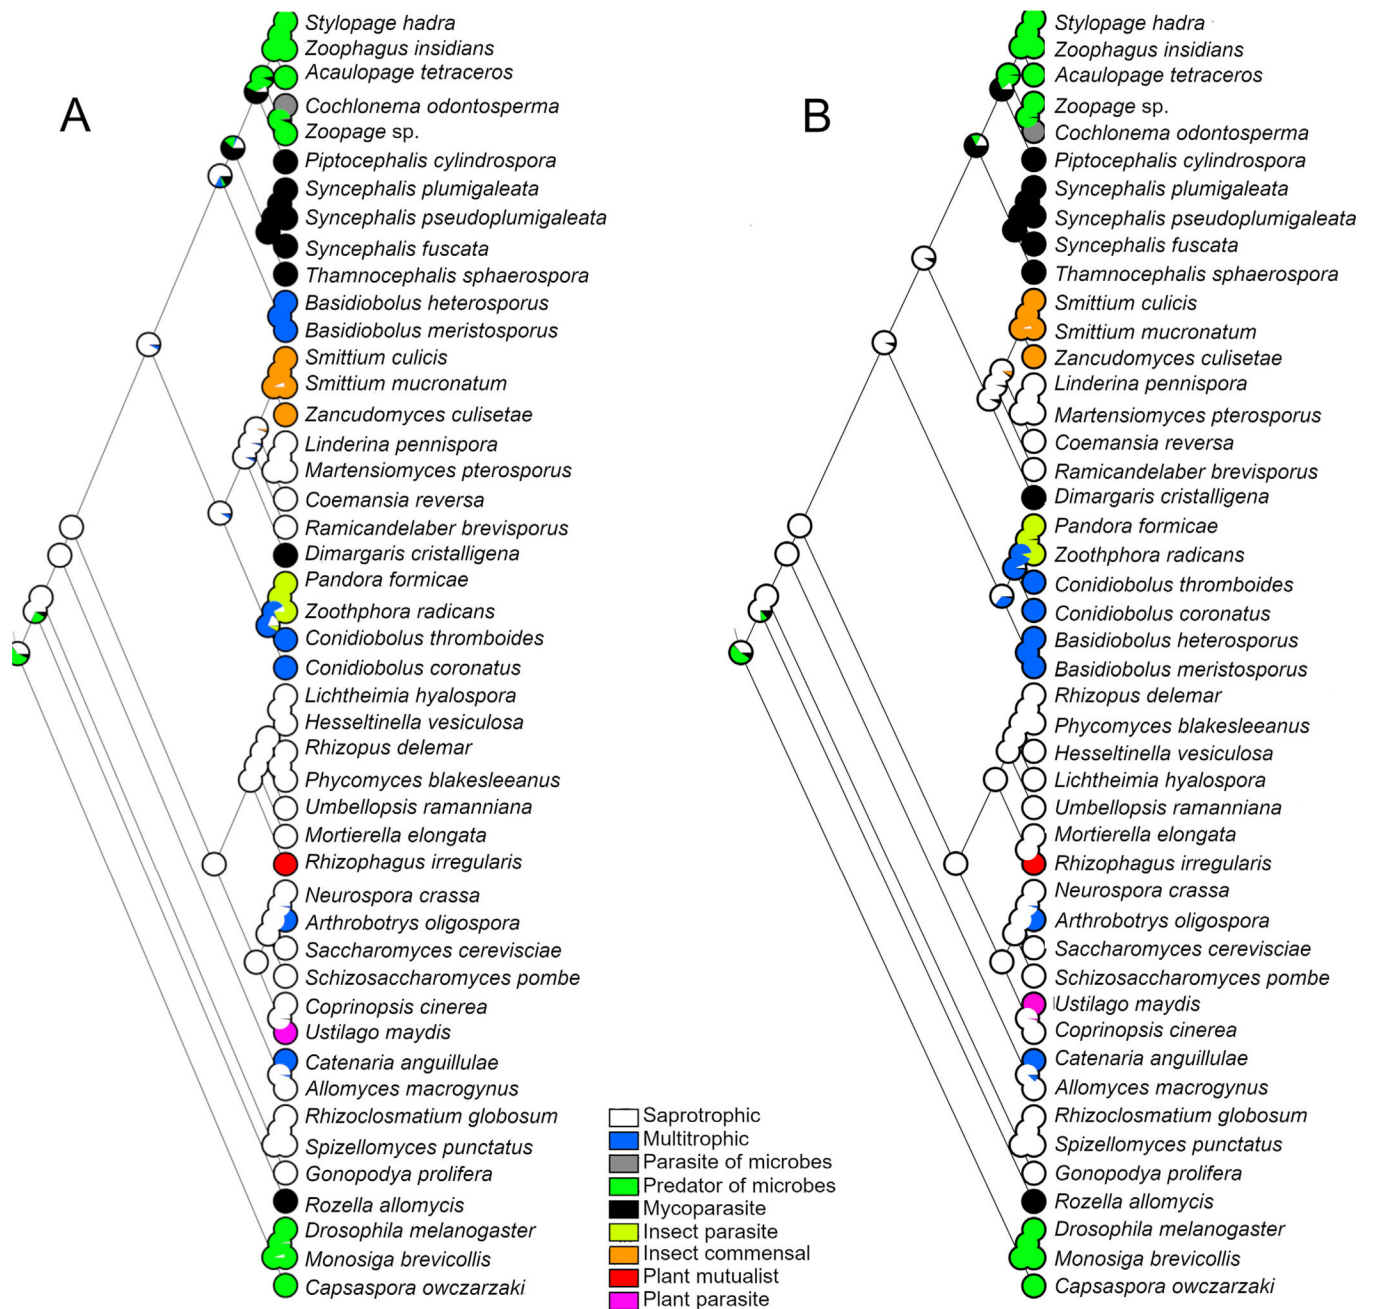 A
Stylopage hadra
Zoophagus insidians
Acaulopage tetraceros
Cochlonema odontosperma
Zoopage sp.
Piptocephalis cylindrospora
Syncephalis plumigaleata
Syncephalis pseudoplumigaleata
Syncephalis fuscata
Thamnocephalis sphaerospora
Basidiobolus heterosporus
Basidiobolus meristosporus
Smittium culicis
Smittium mucronatum
Zancudomyces culisetae
Linderina pennispora
Martensiomyces pterosporus
Coemansia reversa
Ramicandelaber brevisporus
Dimargaris cristalligena
Pandora formicae
Zoothphora radicans
Conidiobolus thromboides
Conidiobolus coronatus
Lichtheimia hyalospora
Hesseltinella vesiculosa
Rhizopus delemar
Phycomyces blakesleeanus
Umbellopsis ramanniana
Mortierella elongata
Rhizophagus irregularis
Neurospora crassa
Arthrobotrys oligospora
Saccharomyces cerevisciae
Schizosaccharomyces pombe
Coprinopsis cinerea
Ustilago maydis
Catenaria anguillulae
Allomyces macrogynus
Rhizoclosmatium globosum
Spizellomyces punctatus
Gonopodya prolifera
Rozella allomycis
Drosophila melanogaster
Monosiga brevicollis
Capsaspora owczarzaki
Saprotrophic
Multitrophic
Parasite of microbes
Predator of microbes
Mycoparasite
Insect parasite
Insect commensal
Plant mutualist
Plant parasite
B
Stylopage hadra
Zoophagus insidians
Acaulopage tetraceros
Zoopage sp.
Cochlonema odontosperma
Piptocephalis cylindrospora
Syncephalis plumigaleata
Syncephalis pseudoplumigaleata
Syncephalis fuscata
Thamnocephalis sphaerospora
Smittium culicis
Smittium mucronatum
Zancudomyces culisetae
Linderina pennispora
Martensiomyces pterosporus
Coemansia reversa
Ramicandelaber brevisporus
Dimargaris cristalligena
Pandora formicae
Zoothphora radicans
Conidiobolus thromboides
Conidiobolus coronatus
Basidiobolus heterosporus
Basidiobolus meristosporus
Rhizopus delemar
Phycomyces blakesleeanus
Hesseltinella vesiculosa
Lichtheimia hyalospora
Umbellopsis ramanniana
Mortierella elongata
Rhizophagus irregularis
Neurospora crassa
Arthrobotrys oligospora
Saccharomyces cerevisciae
Schizosaccharomyces pombe
Ustilago maydis
Coprinopsis cinerea
Catenaria anguillulae
Allomyces macrogynus
Rhizoclosmatium globosum
Spizellomyces punctatus
Gonopodya prolifera
Rozella allomycis
Drosophila melanogaster
Monosiga brevicollis
Capsaspora owczarzaki